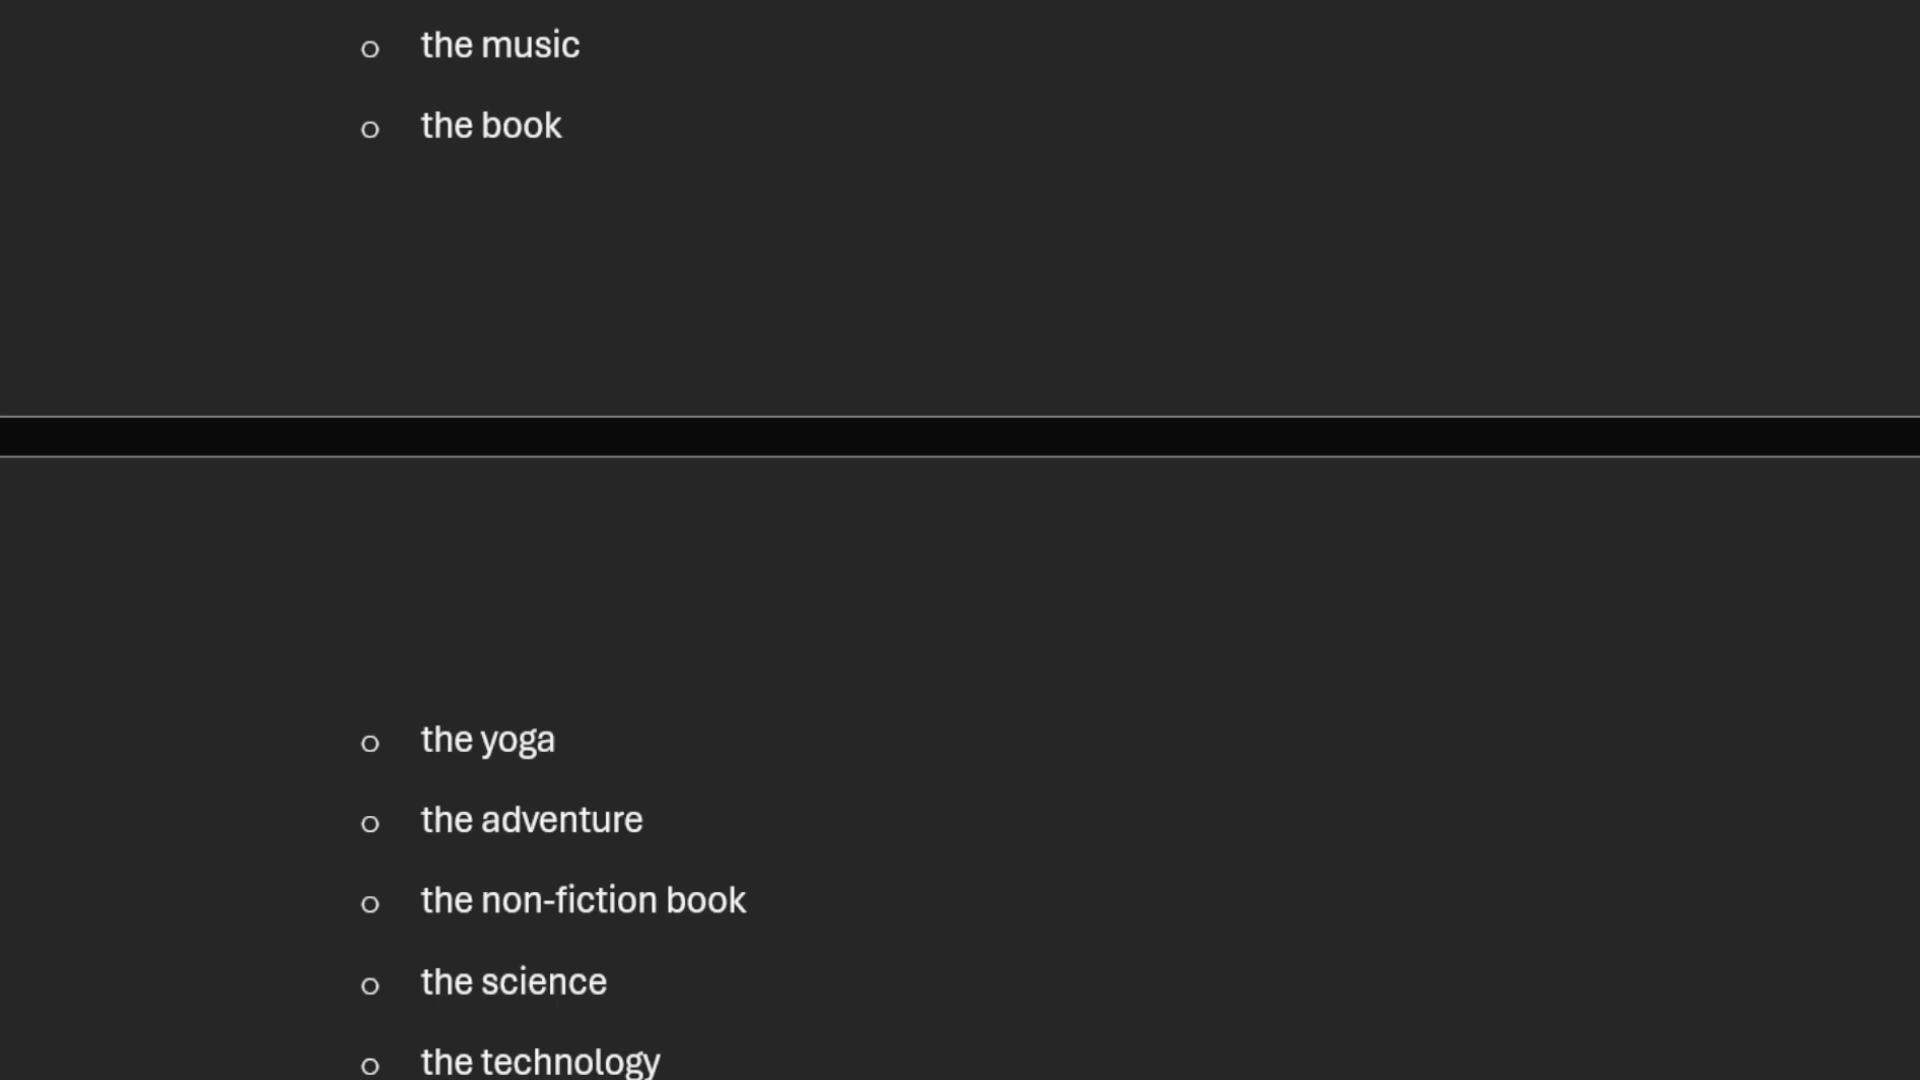 o the music
o the book
o the yoga
o the adventure
o the non-fiction book
o the science
o the technology